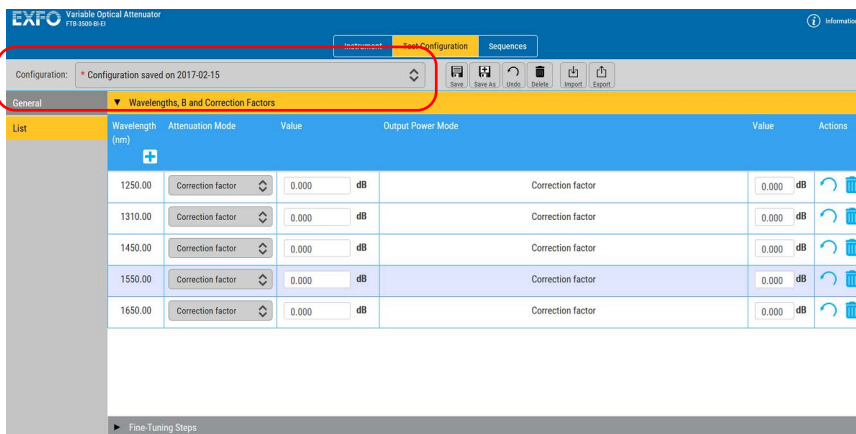 EXFO Variable Optical Attenuator
FTB-3500-BI-EI
Information
Instrument Test Configuration Sequences
Configuration: * Configuration saved on 2017-02-15
Save Save As Undo Delete Import Export
General
▼ Wavelengths, B and Correction Factors
List
Wavelength (nm) Attenuation Mode Value Output Power Mode Value Actions
1250.00 Correction factor 0.000 dB Correction factor 0.000 dB
1310.00 Correction factor 0.000 dB Correction factor 0.000 dB
1450.00 Correction factor 0.000 dB Correction factor 0.000 dB
1550.00 Correction factor 0.000 dB Correction factor 0.000 dB
1650.00 Correction factor 0.000 dB Correction factor 0.000 dB
► Fine-Tuning Steps